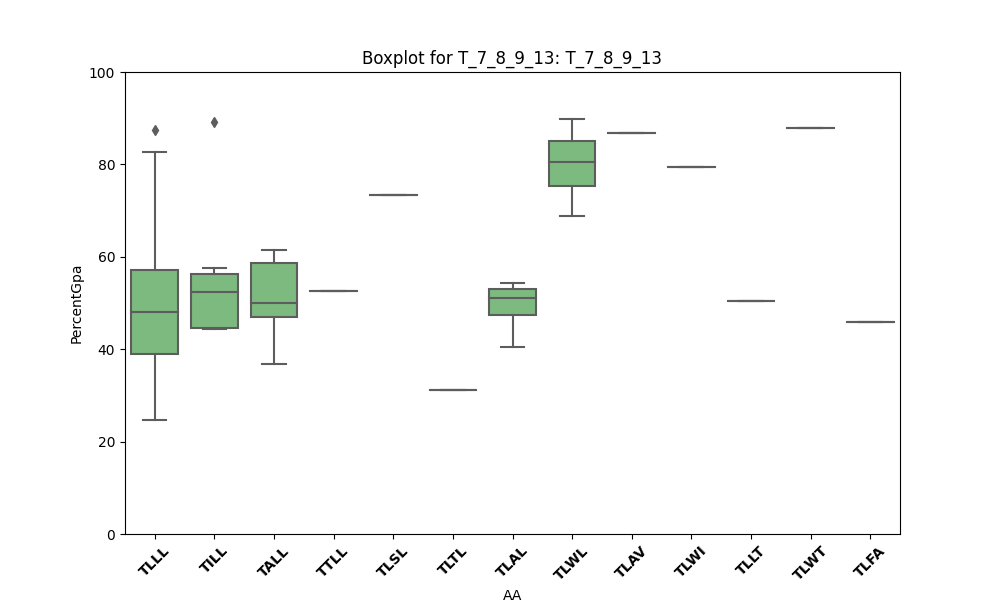 Boxplot for T_7_8_9_13: T_7_8_9_13
100
80
60
40
20
0
PercentGpa
TLLL TILL TALL TTLL TLSL TLTL TLAL TLWL TLAV TLWI TLLT TLWT TLFA
AA